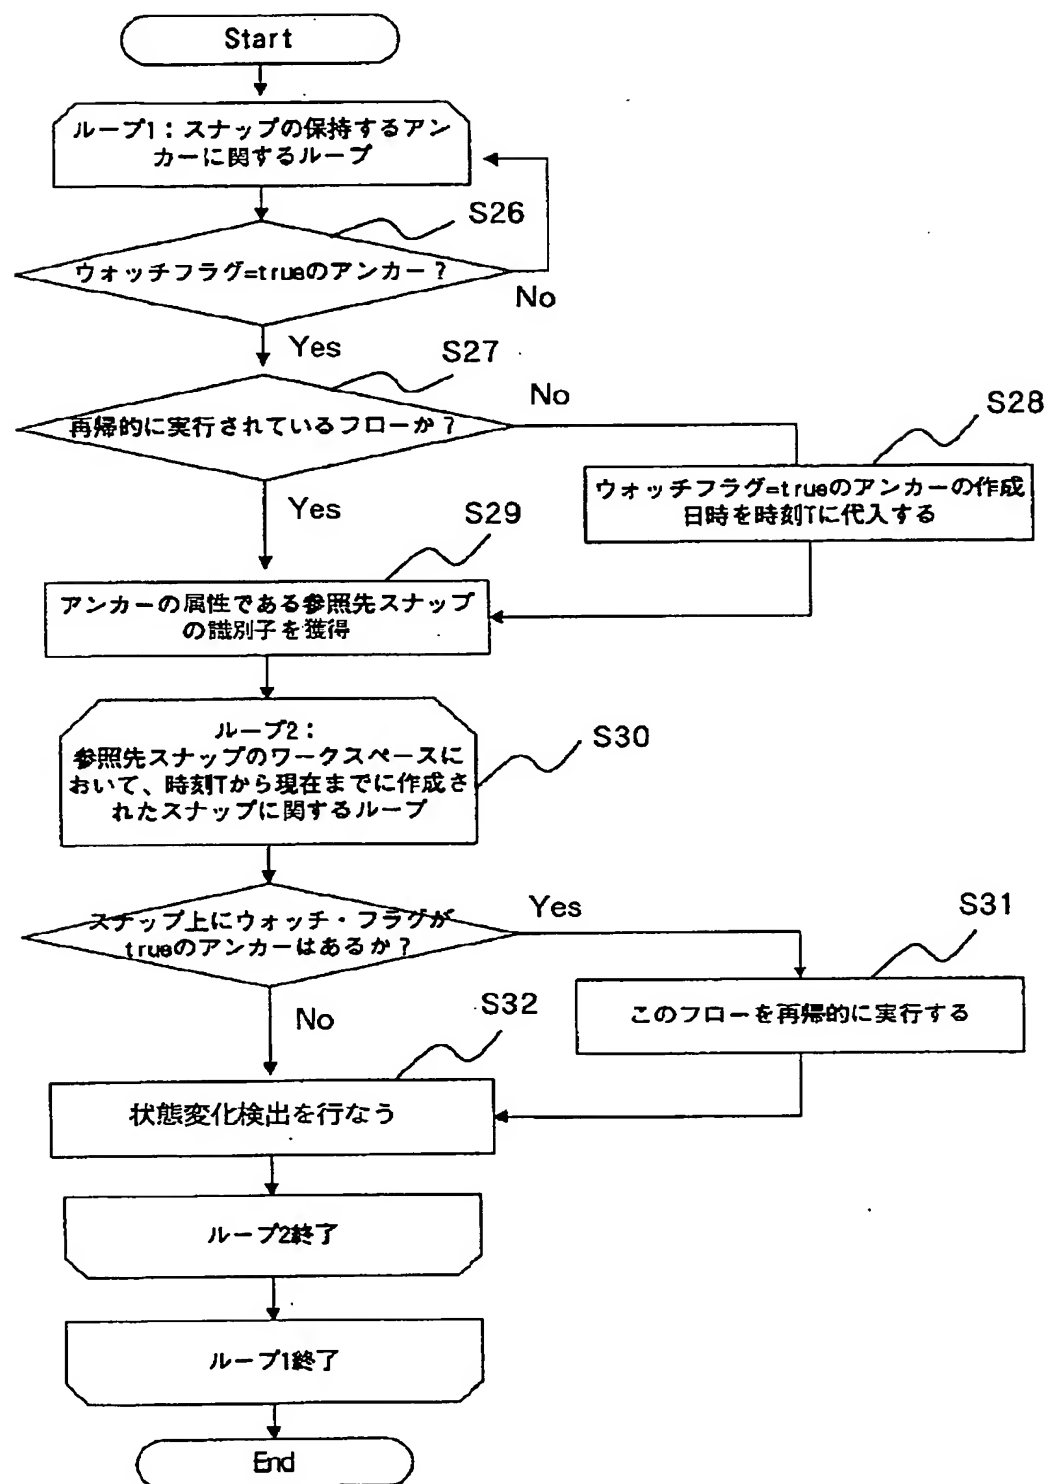 Start
ループ1：スナップの保持するアン
カーに関するループ
S26
ウォッチフラグ=trueのアンカー？
No
Yes
S27
再帰的に実行されているフローか？
No
S28
ウォッチフラグ=trueのアンカーの作成
日時を時刻Tに代入する
Yes
S29
アンカーの属性である参照先スナップ
の識別子を獲得
ループ2：
参照先スナップのワークスペースに
おいて、時刻Tから現在までに作成さ
れたスナップに関するループ
S30
スナップ上にウォッチ・フラグが
trueのアンカーはあるか？
Yes
S31
このフローを再帰的に実行する
No
S32
状態変化検出を行なう
ループ2終了
ループ1終了
End